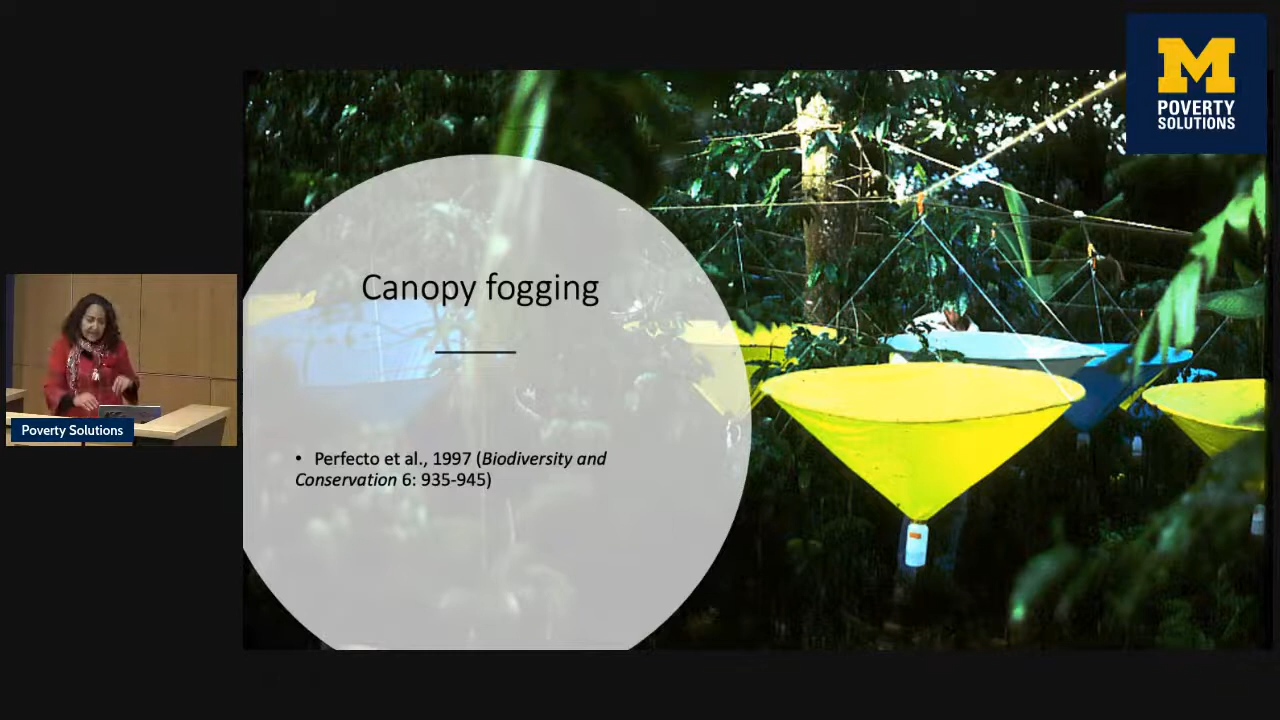 M
POVERTY
SOLUTIONS
Canopy fogging
• Perfecto et al., 1997 (Biodiversity and
Conservation 6: 935-945)
Poverty Solutions